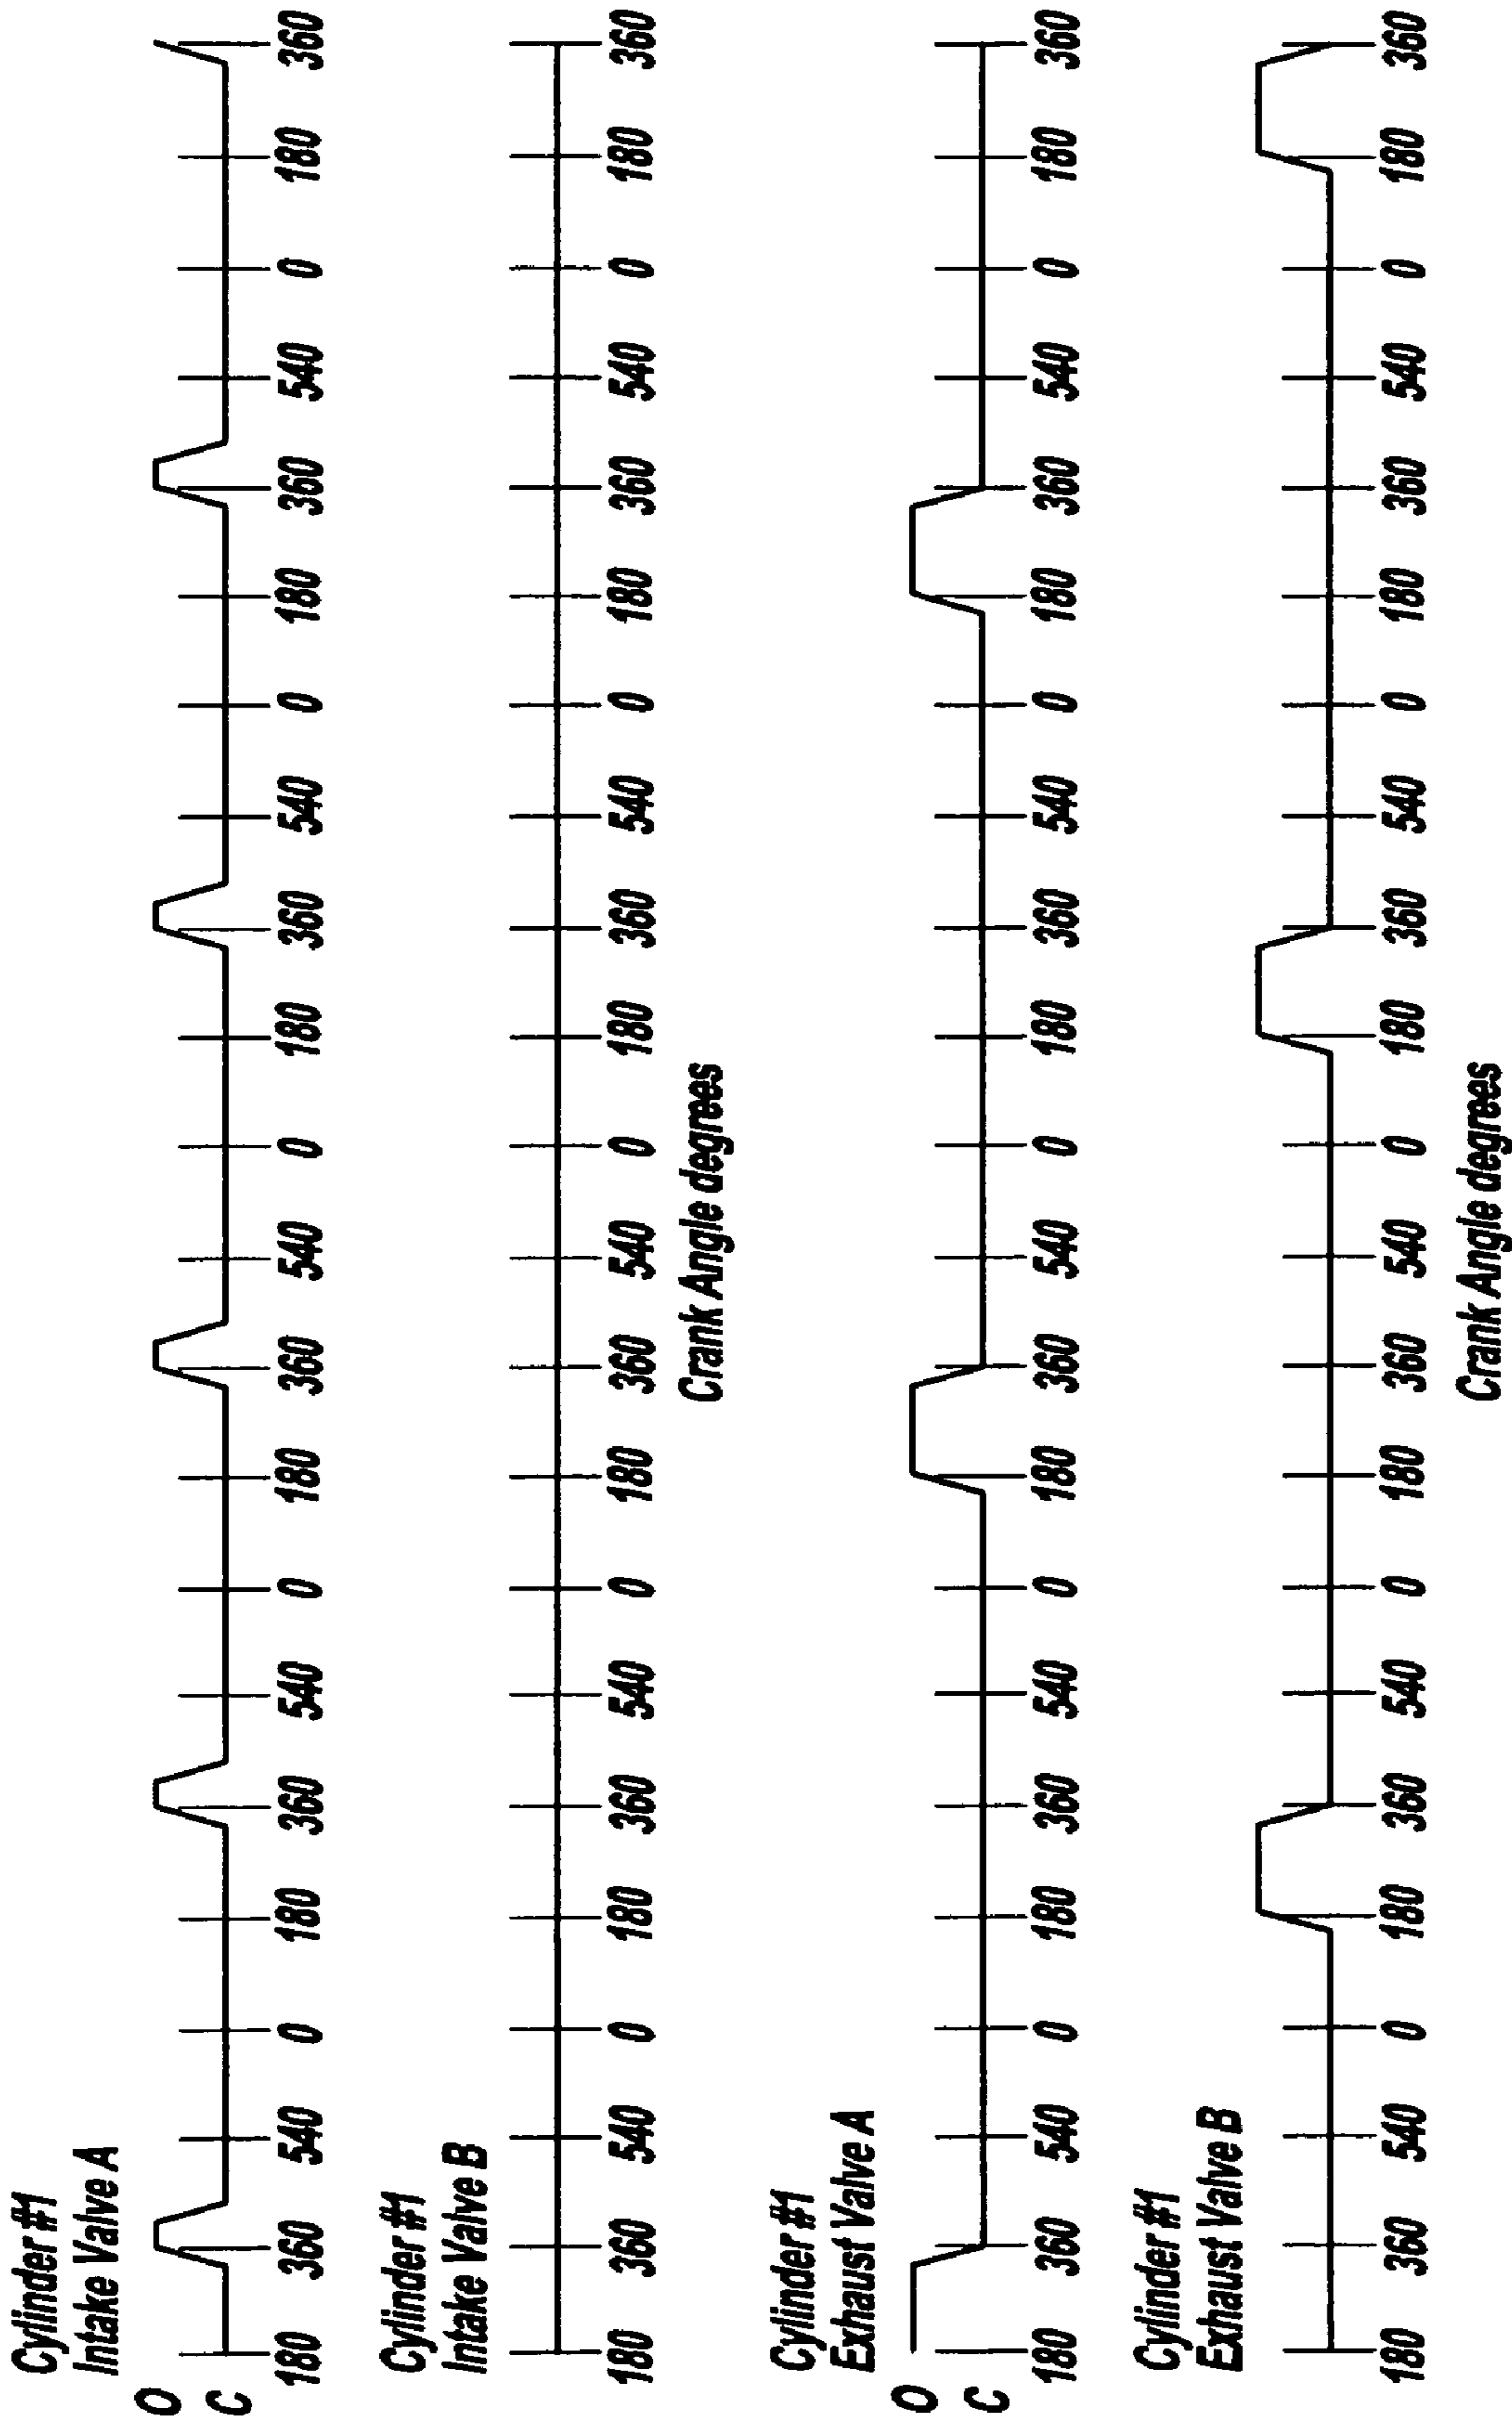 Cylinder #1
Intake Valve A
O
C
180 360 540 0 180 360 540 0 180 360 540 0 180 360 540 0 180 360 540 0 180 360
Cylinder #1
Intake Valve B
180 360 540 0 180 360 540 0 180 360 540 0 180 360 540 0 180 360 540 0 180 360
Crank Angle degrees
Cylinder #1
Exhaust Valve A
O
C
180 360 540 0 180 360 540 0 180 360 540 0 180 360 540 0 180 360 540 0 180 360
Cylinder #1
Exhaust Valve B
180 360 540 0 180 360 540 0 180 360 540 0 180 360 540 0 180 360 540 0 180 360
Crank Angle degrees